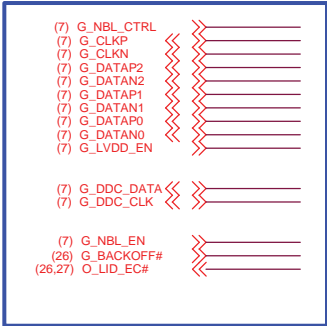 (7) G_NBL_CTRL
(7) G_CLKP
(7) G_CLKN
(7) G_DATAP2
(7) G_DATAN2
(7) G_DATAP1
(7) G_DATAN1
(7) G_DATAP0
(7) G_DATAN0
(7) G_LVDD_EN
(7) G_DDC_DATA
(7) G_DDC_CLK
(7) G_NBL_EN
(26) G_BACKOFF#
(26,27) O_LID_EC#